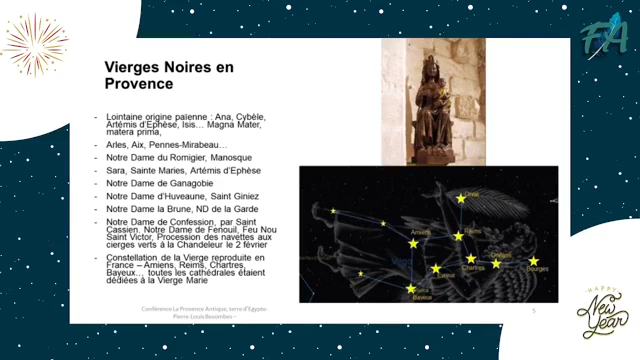 FA
Vierges Noires en
Provence
- Lointaine origine païenne : Ana, Cybèle,
Artémis d'Ephèse, Isis… Magna Mater,
matera prima,
- Arles, Aix, Pennes-Mirabeau…
- Notre Dame du Romigier, Manosque
- Sara, Sainte Maries, Artémis d'Ephèse
- Notre Dame de Ganagobie
- Notre Dame d'Huveaune, Saint Giniez
- Notre Dame la Brune, ND de la Garde
- Notre Dame de Confession, par Saint
Cassien. Notre Dame de Fenouil, Feu Nou
Saint Victor, Procession des navettes aux
cierges verts à la Chandeleur le 2 février
- Constellation de la Vierge reproduite en
France – Amiens, Reims, Chartres,
Bayeux… toutes les cathédrales étaient
dédiées à la Vierge Marie
Amiens
Reims
Chartres
Orléans
Bourges
Bayeux
Conférence La Provence Antique, terre d'Egypte-
Pierre-Louis Besombes –
5
HAPPY
New
Year